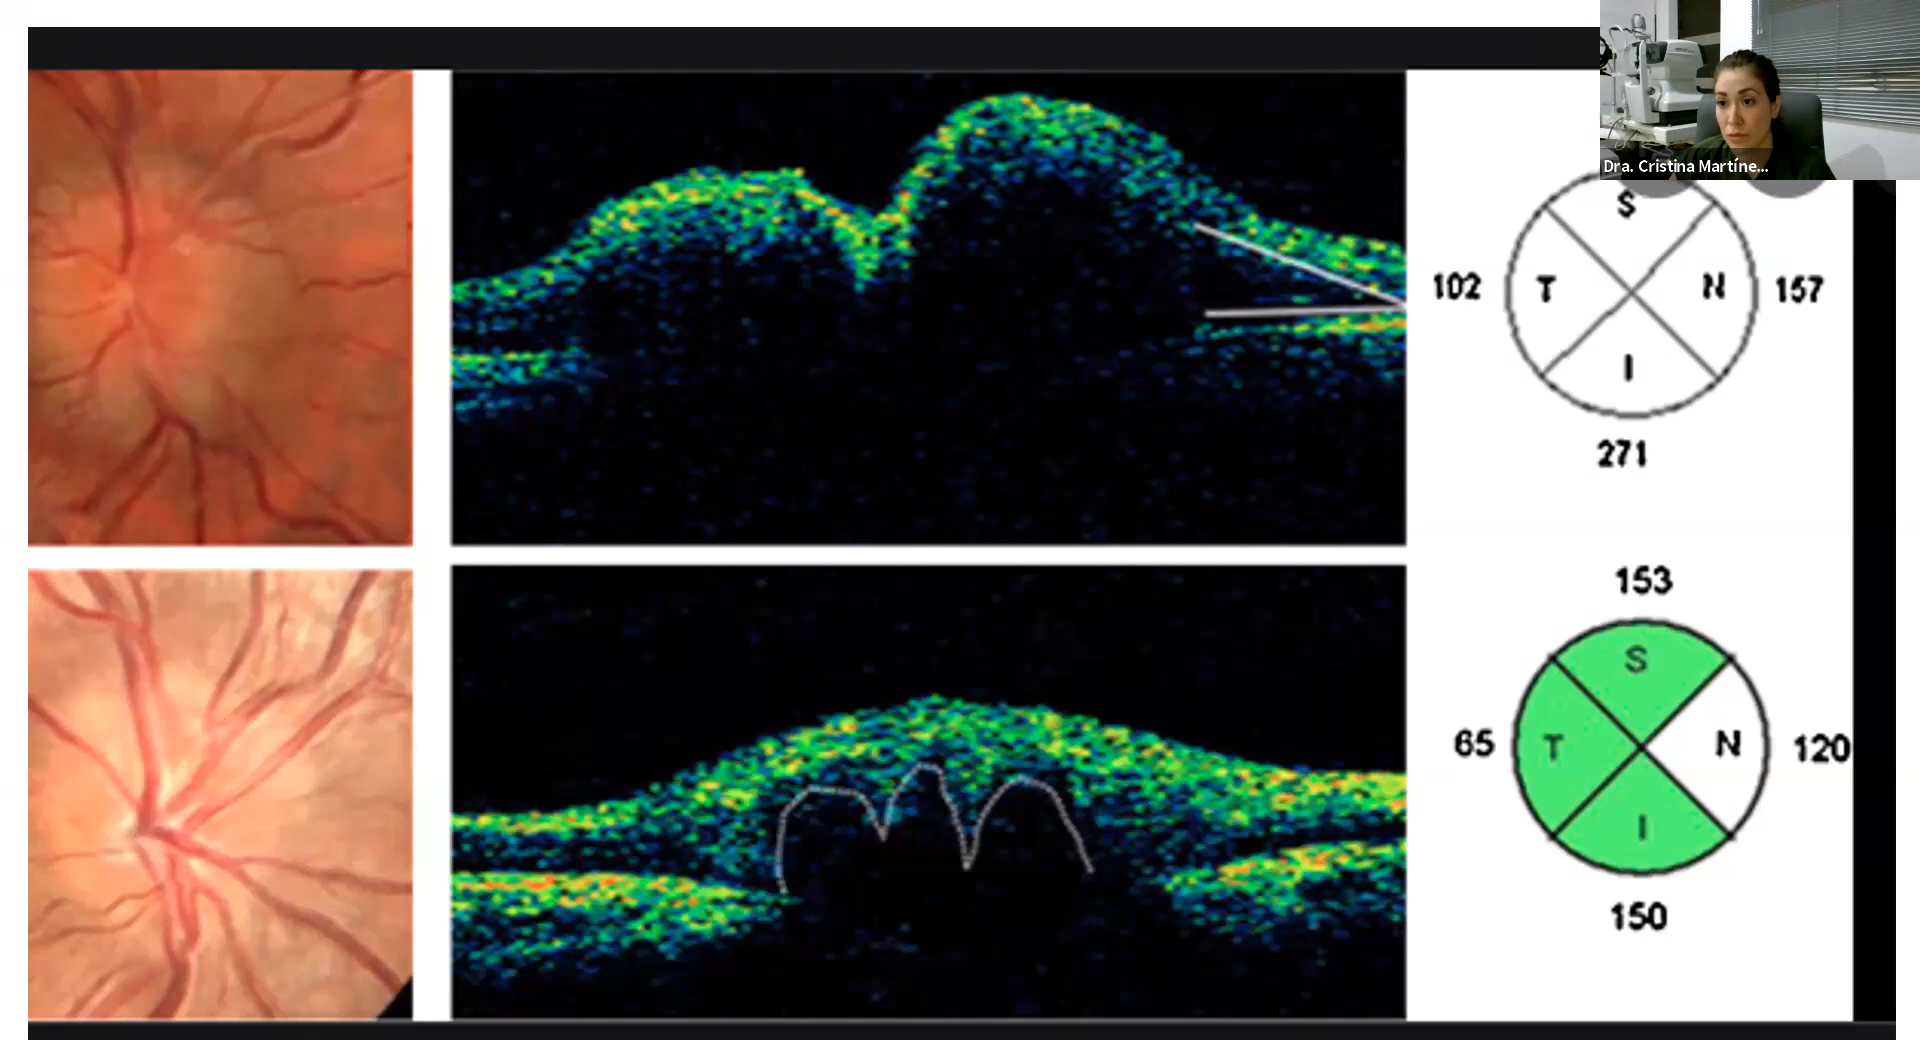 Dra. Cristina Martíne...
S
102 T N 157
I
271
153
S
65 T N 120
I
150